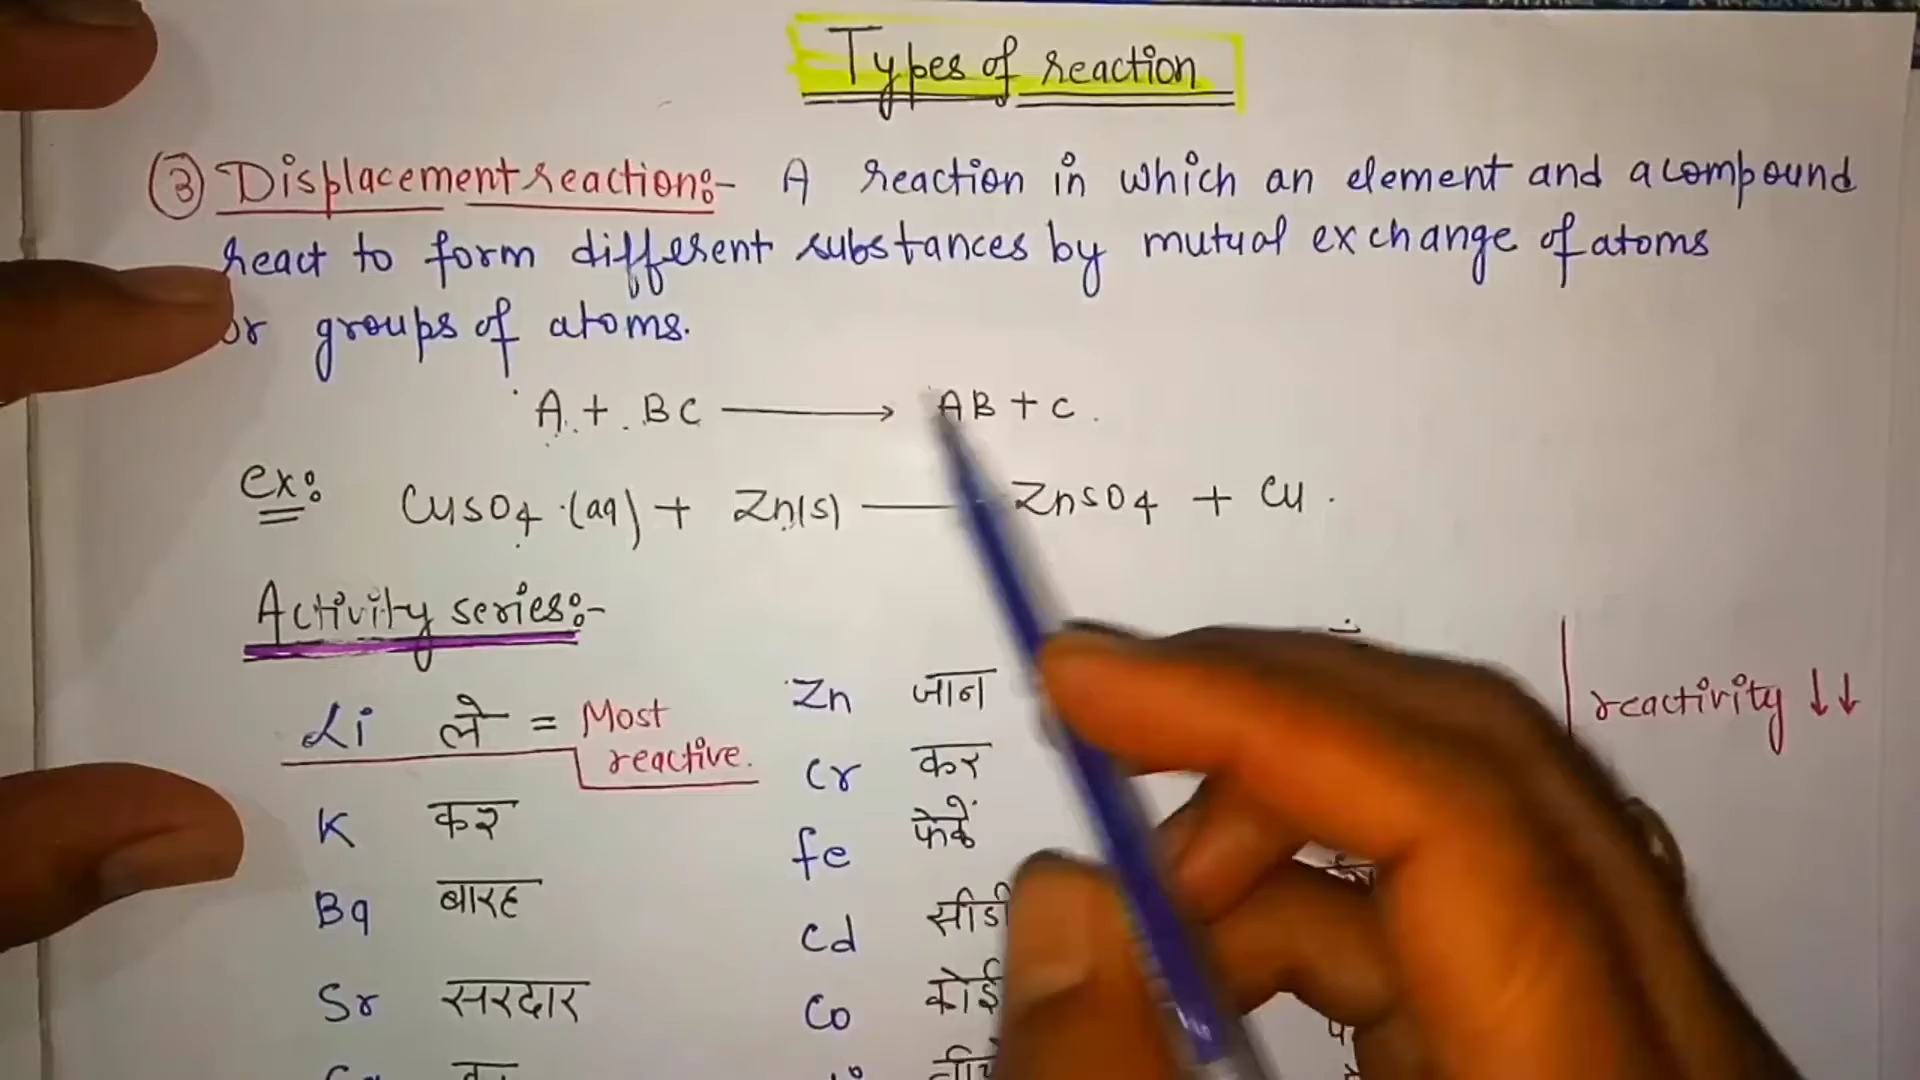 Types of reaction
③ Displacement reaction:- A reaction in which an element and a compound
react to form different substances by mutual exchange of atoms
or groups of atoms.
A + BC ⟶ AB + C.
ex: CuSO4 (aq) + Zn(s) — ZnSO4 + Cu.
Activity series:-
Li ले = Most reactive.
K कर
Ba बारह
Sr सरदार
Zn जान
Cr कर
fe फेकें
Cd सीडी
Co कोई
reactivity ↓↓